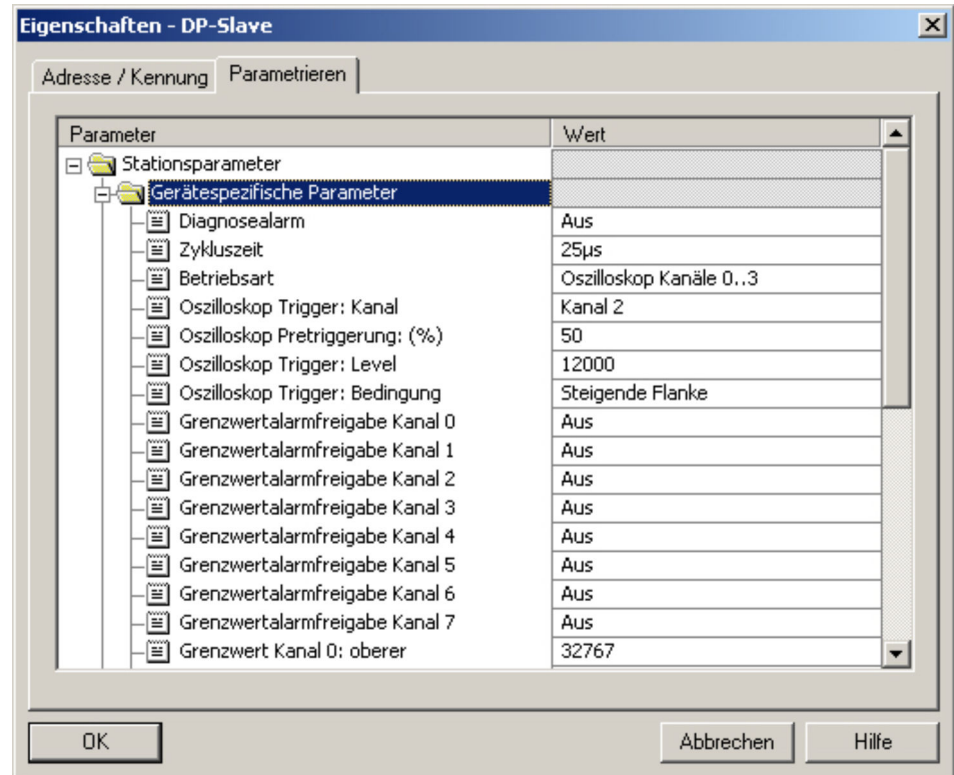 Eigenschaften - DP-Slave
Adresse / Kennung Parametrieren
Parameter Wert
Stationsparameter
Gerätespezifische Parameter
Diagnosealarm Aus
Zykluszeit 25µs
Betriebsart Oszilloskop Kanäle 0..3
Oszilloskop Trigger: Kanal Kanal 2
Oszilloskop Pretriggerung: (%) 50
Oszilloskop Trigger: Level 12000
Oszilloskop Trigger: Bedingung Steigende Flanke
Grenzwertalarmfreigabe Kanal 0 Aus
Grenzwertalarmfreigabe Kanal 1 Aus
Grenzwertalarmfreigabe Kanal 2 Aus
Grenzwertalarmfreigabe Kanal 3 Aus
Grenzwertalarmfreigabe Kanal 4 Aus
Grenzwertalarmfreigabe Kanal 5 Aus
Grenzwertalarmfreigabe Kanal 6 Aus
Grenzwertalarmfreigabe Kanal 7 Aus
Grenzwert Kanal 0: oberer 32767
OK Abbrechen Hilfe